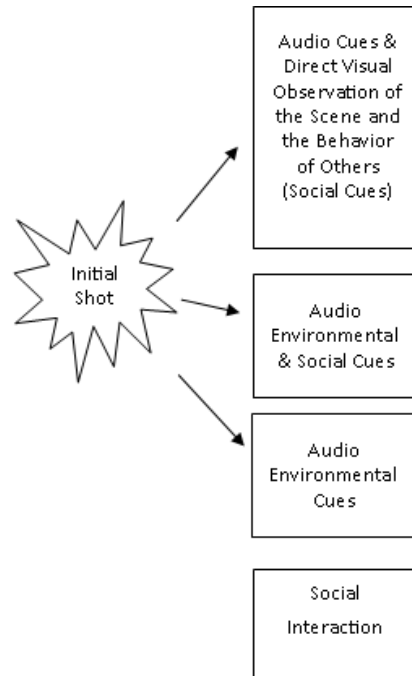 Audio Cues &
Direct Visual
Observation of
the Scene and
the Behavior
of Others
(Social Cues)
Initial
Shot
Audio
Environmental
& Social Cues
Audio
Environmental
Cues
Social
Interaction